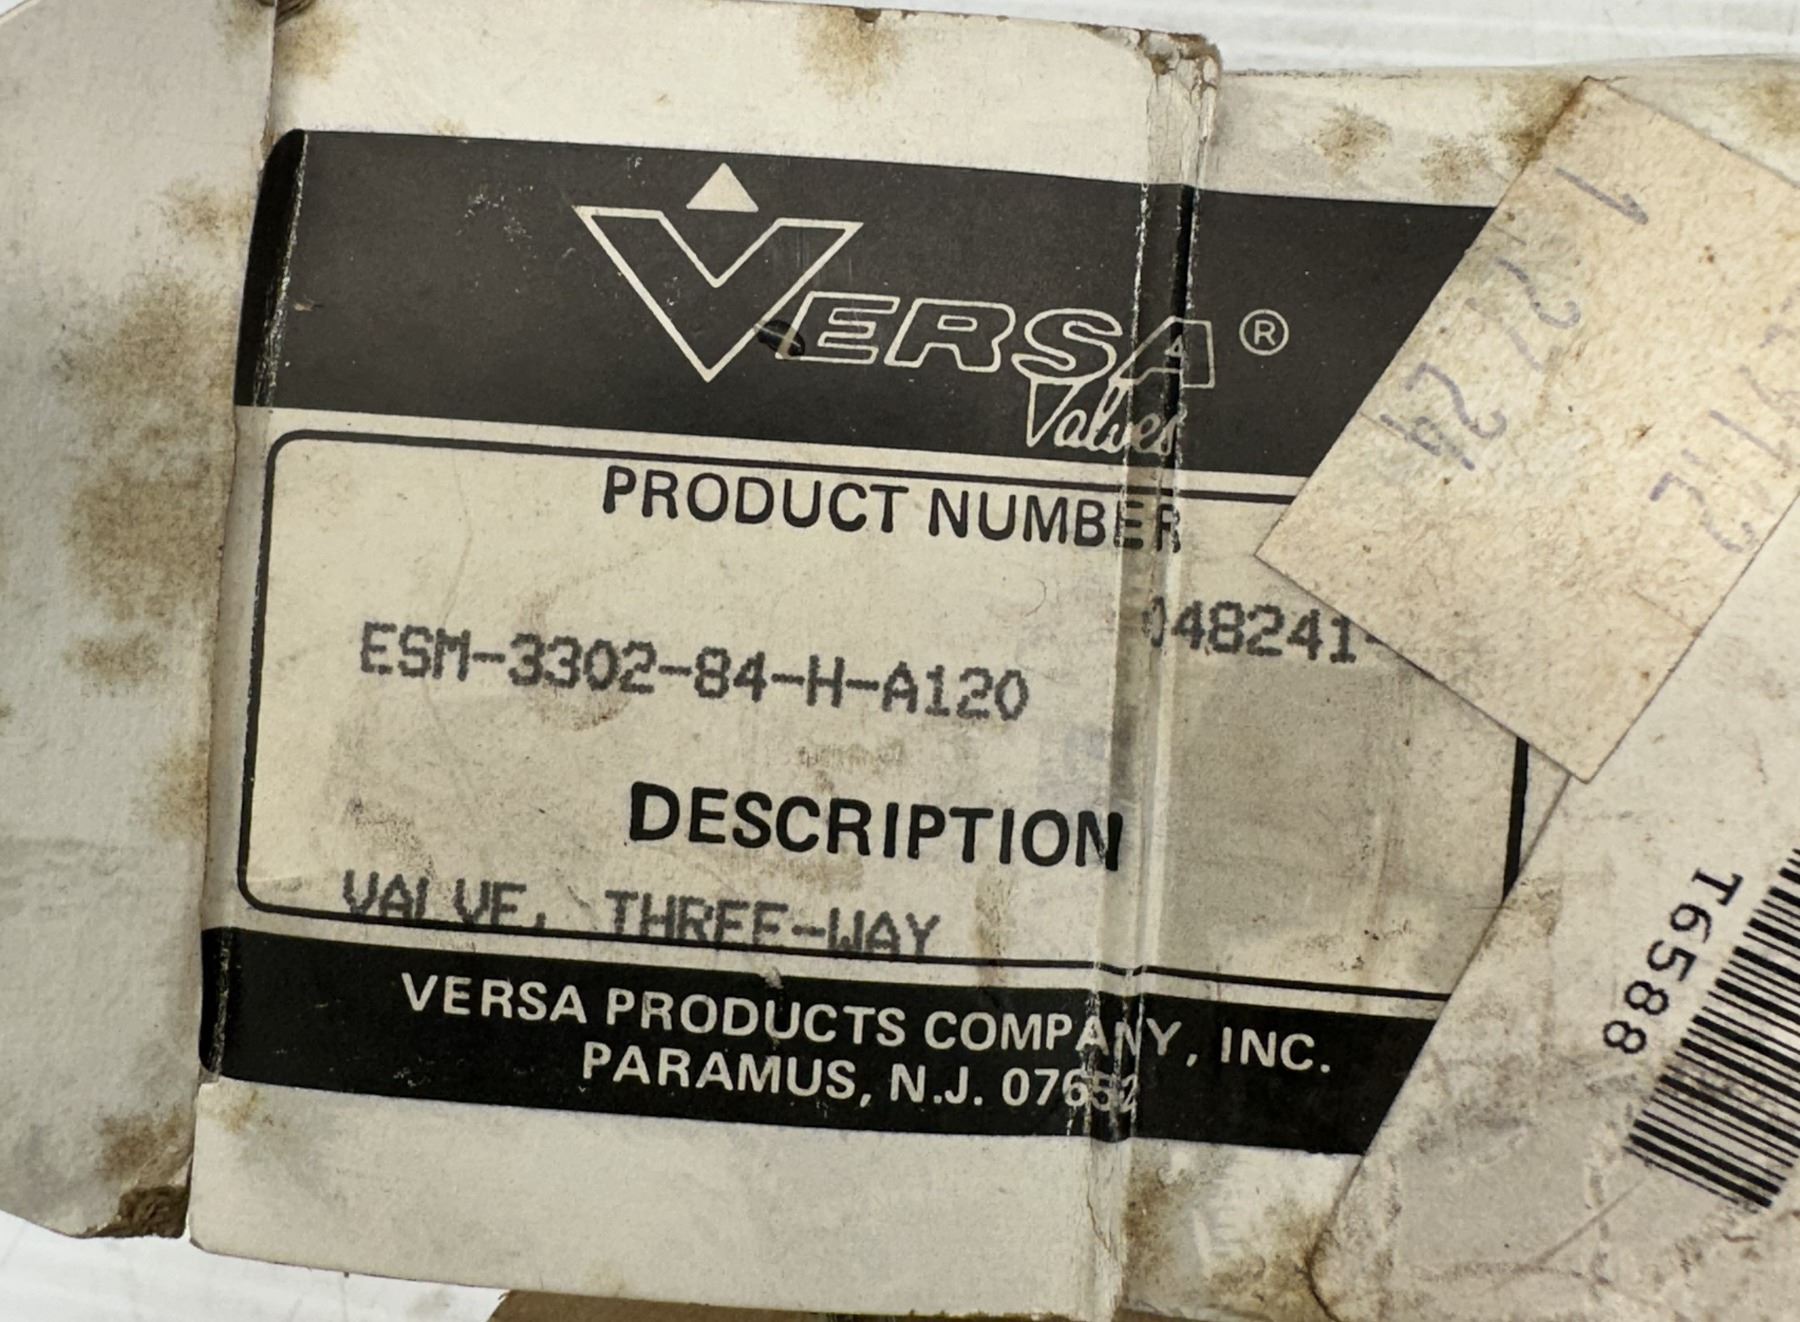 VERSA®
Valves
PRODUCT NUMBER
ESM-3302-84-H-A120 048241-
DESCRIPTION
VALVE, THREE-WAY
VERSA PRODUCTS COMPANY, INC.
PARAMUS, N.J. 07652
T6588